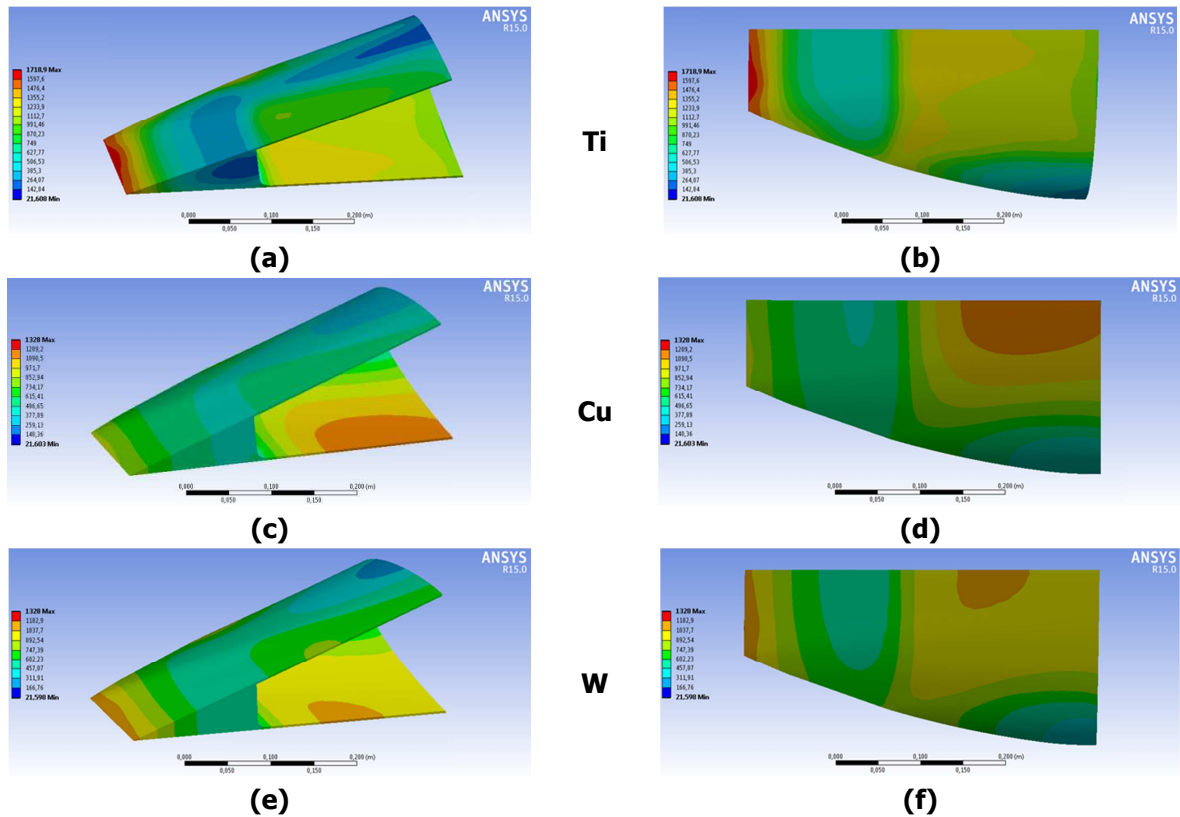 ANSYS
R15.0
1718,9 Max
1597,6
1476,4
1355,2
1233,9
1112,7
991,46
870,23
749
627,77
506,53
385,3
264,07
142,84
21,608 Min
0,000 0,100 0,200 (m)
0,050 0,150
(a)
Ti
ANSYS
R15.0
1718,9 Max
1597,6
1476,4
1355,2
1233,9
1112,7
991,46
870,23
749
627,77
506,53
385,3
264,07
142,84
21,608 Min
0,000 0,100 0,200 (m)
0,050 0,150
(b)
ANSYS
R15.0
1328 Max
1209,2
1090,5
971,7
852,94
734,17
615,41
496,65
377,89
259,13
140,36
21,603 Min
0,000 0,100 0,200 (m)
0,050 0,150
(c)
Cu
ANSYS
R15.0
1328 Max
1209,2
1090,5
971,7
852,94
734,17
615,41
496,65
377,89
259,13
140,36
21,603 Min
0,000 0,100 0,200 (m)
0,050 0,150
(d)
ANSYS
R15.0
1328 Max
1182,9
1037,7
892,54
747,39
602,23
457,07
311,91
166,76
21,598 Min
0,000 0,100 0,200 (m)
0,050 0,150
(e)
W
ANSYS
R15.0
1328 Max
1182,9
1037,7
892,54
747,39
602,23
457,07
311,91
166,76
21,598 Min
0,000 0,100 0,200 (m)
0,050 0,150
(f)